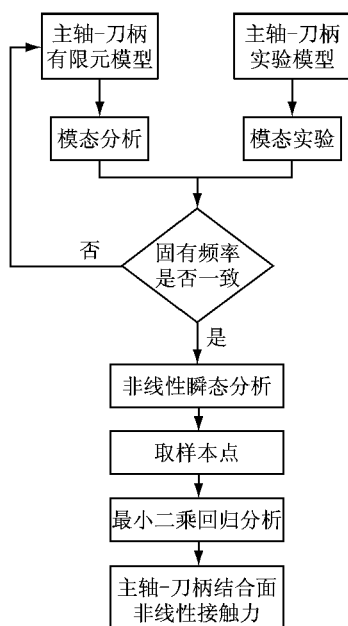 主轴-刀柄
有限元模型
主轴-刀柄
实验模型
模态分析
模态实验
否
固有频率
是否一致
是
非线性瞬态分析
取样本点
最小二乘回归分析
主轴-刀柄结合面
非线性接触力